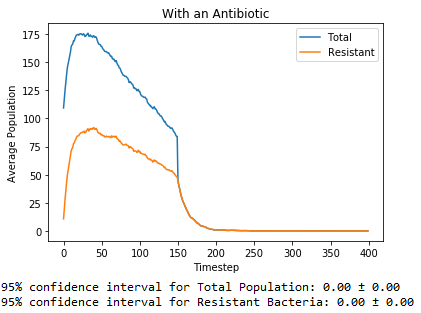 With an Antibiotic
Total
Resistant
175
150
125
100
75
50
25
0
Average Population
0 50 100 150 200 250 300 350 400
Timestep
95% confidence interval for Total Population: 0.00 ± 0.00
95% confidence interval for Resistant Bacteria: 0.00 ± 0.00